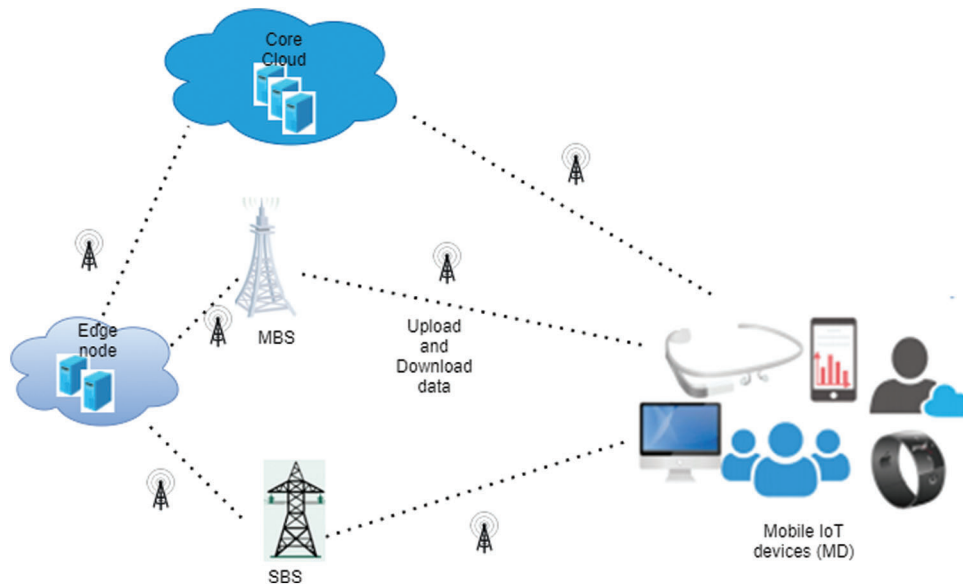 Core
Cloud
MBS
Edge
node
Upload
and
Download
data
SBS
Mobile IoT
devices (MD)